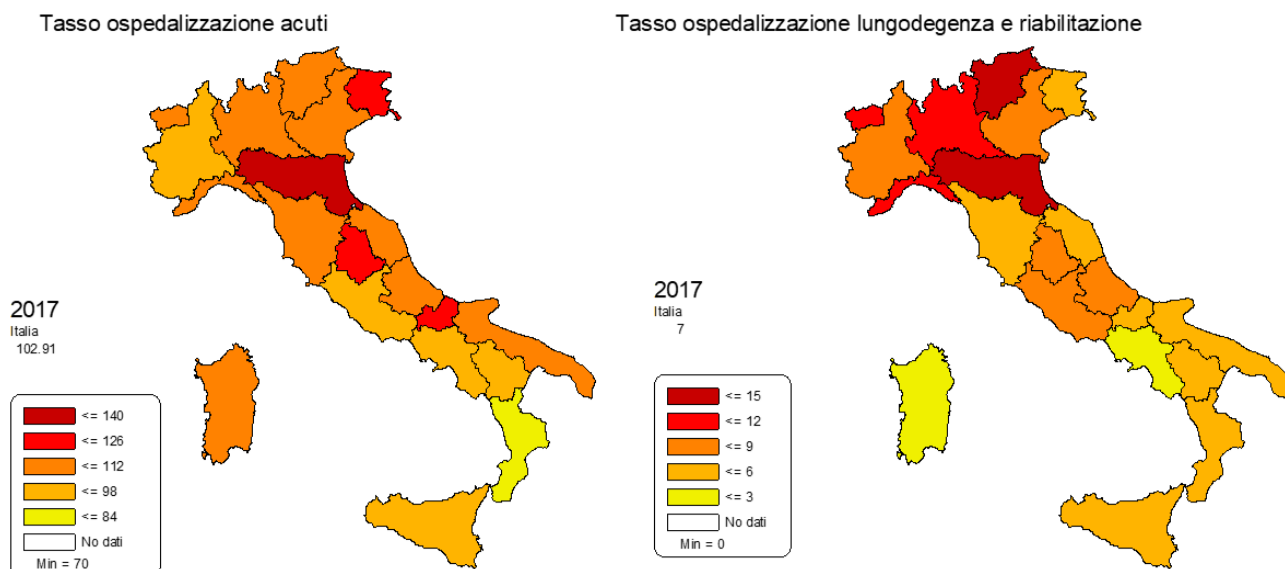 Tasso ospedalizzazione acuti
2017
Italia
102.91
<= 140
<= 126
<= 112
<= 98
<= 84
No dati
Min = 70
Tasso ospedalizzazione lungodegenza e riabilitazione
2017
Italia
7
<= 15
<= 12
<= 9
<= 6
<= 3
No dati
Min = 0